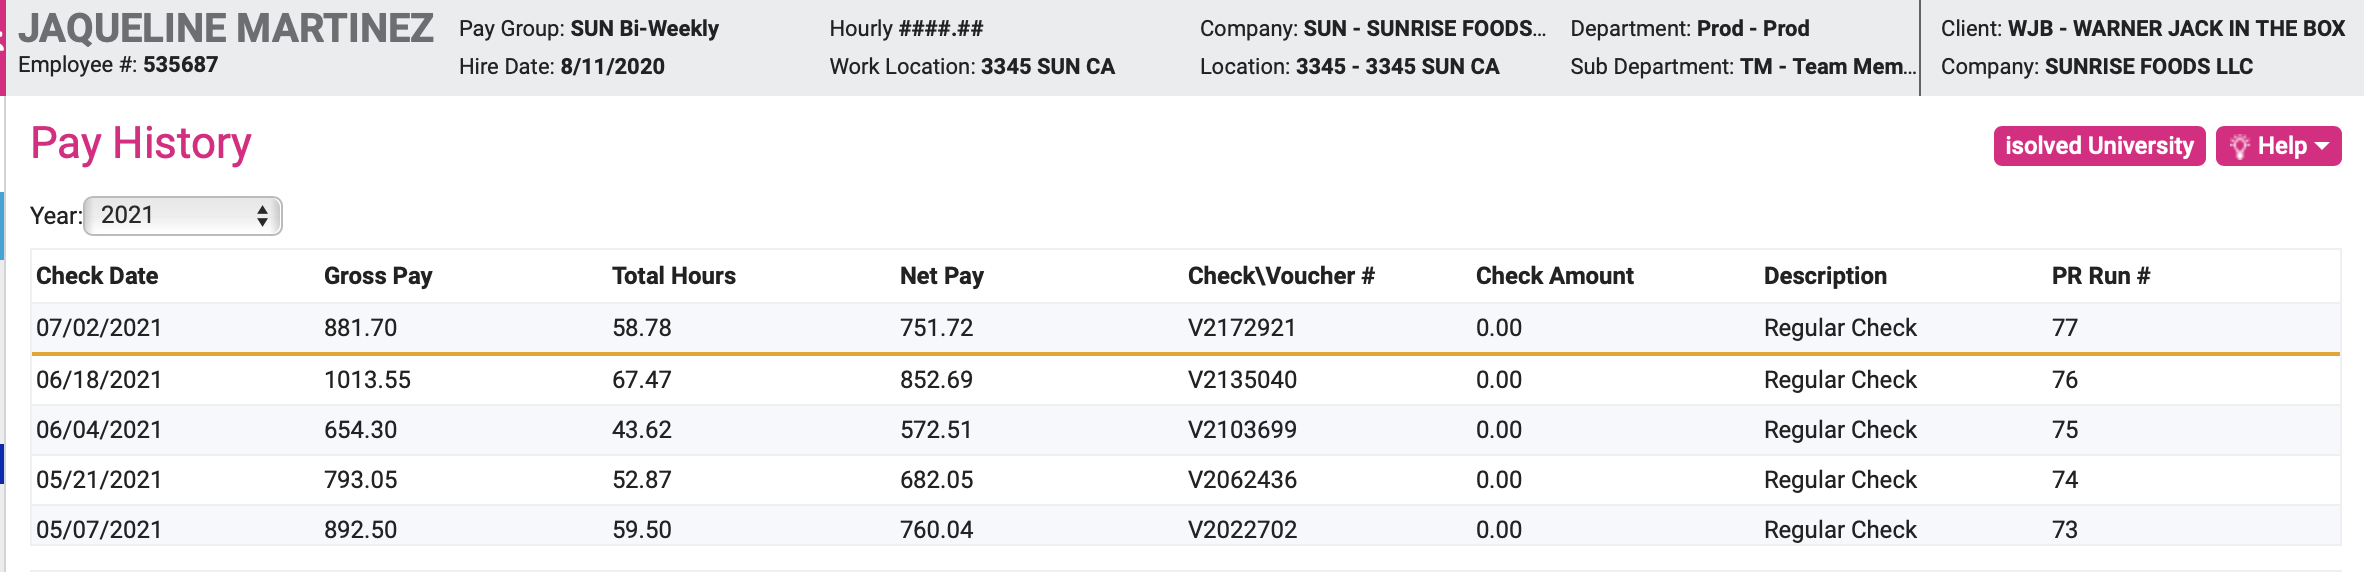 JAQUELINE MARTINEZ
Employee #: 535687
Pay Group: SUN Bi-Weekly
Hire Date: 8/11/2020
Hourly ####.##
Work Location: 3345 SUN CA
Company: SUN - SUNRISE FOODS...
Location: 3345 - 3345 SUN CA
Department: Prod - Prod
Sub Department: TM - Team Mem...
Client: WJB - WARNER JACK IN THE BOX
Company: SUNRISE FOODS LLC
Pay History
isolved University
Help
Year: 2021
Check Date Gross Pay Total Hours Net Pay Check\Voucher # Check Amount Description PR Run #
07/02/2021 881.70 58.78 751.72 V2172921 0.00 Regular Check 77
06/18/2021 1013.55 67.47 852.69 V2135040 0.00 Regular Check 76
06/04/2021 654.30 43.62 572.51 V2103699 0.00 Regular Check 75
05/21/2021 793.05 52.87 682.05 V2062436 0.00 Regular Check 74
05/07/2021 892.50 59.50 760.04 V2022702 0.00 Regular Check 73